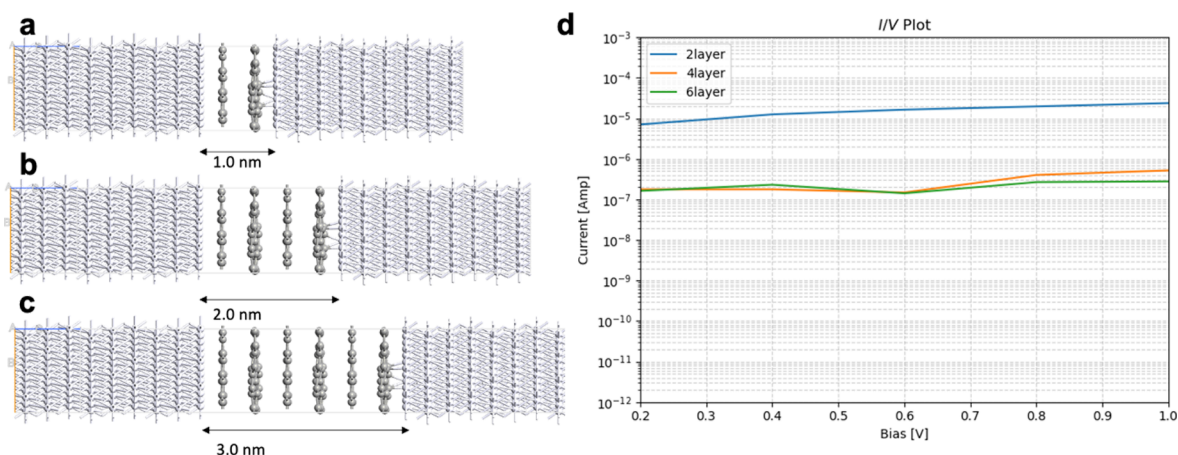 a
A
B
1.0 nm
b
A
B
2.0 nm
c
A
B
3.0 nm
d
I/V Plot
2layer
4layer
6layer
Current [Amp]
10⁻³
10⁻⁴
10⁻⁵
10⁻⁶
10⁻⁷
10⁻⁸
10⁻⁹
10⁻¹⁰
10⁻¹¹
10⁻¹²
0.2 0.3 0.4 0.5 0.6 0.7 0.8 0.9 1.0
Bias [V]